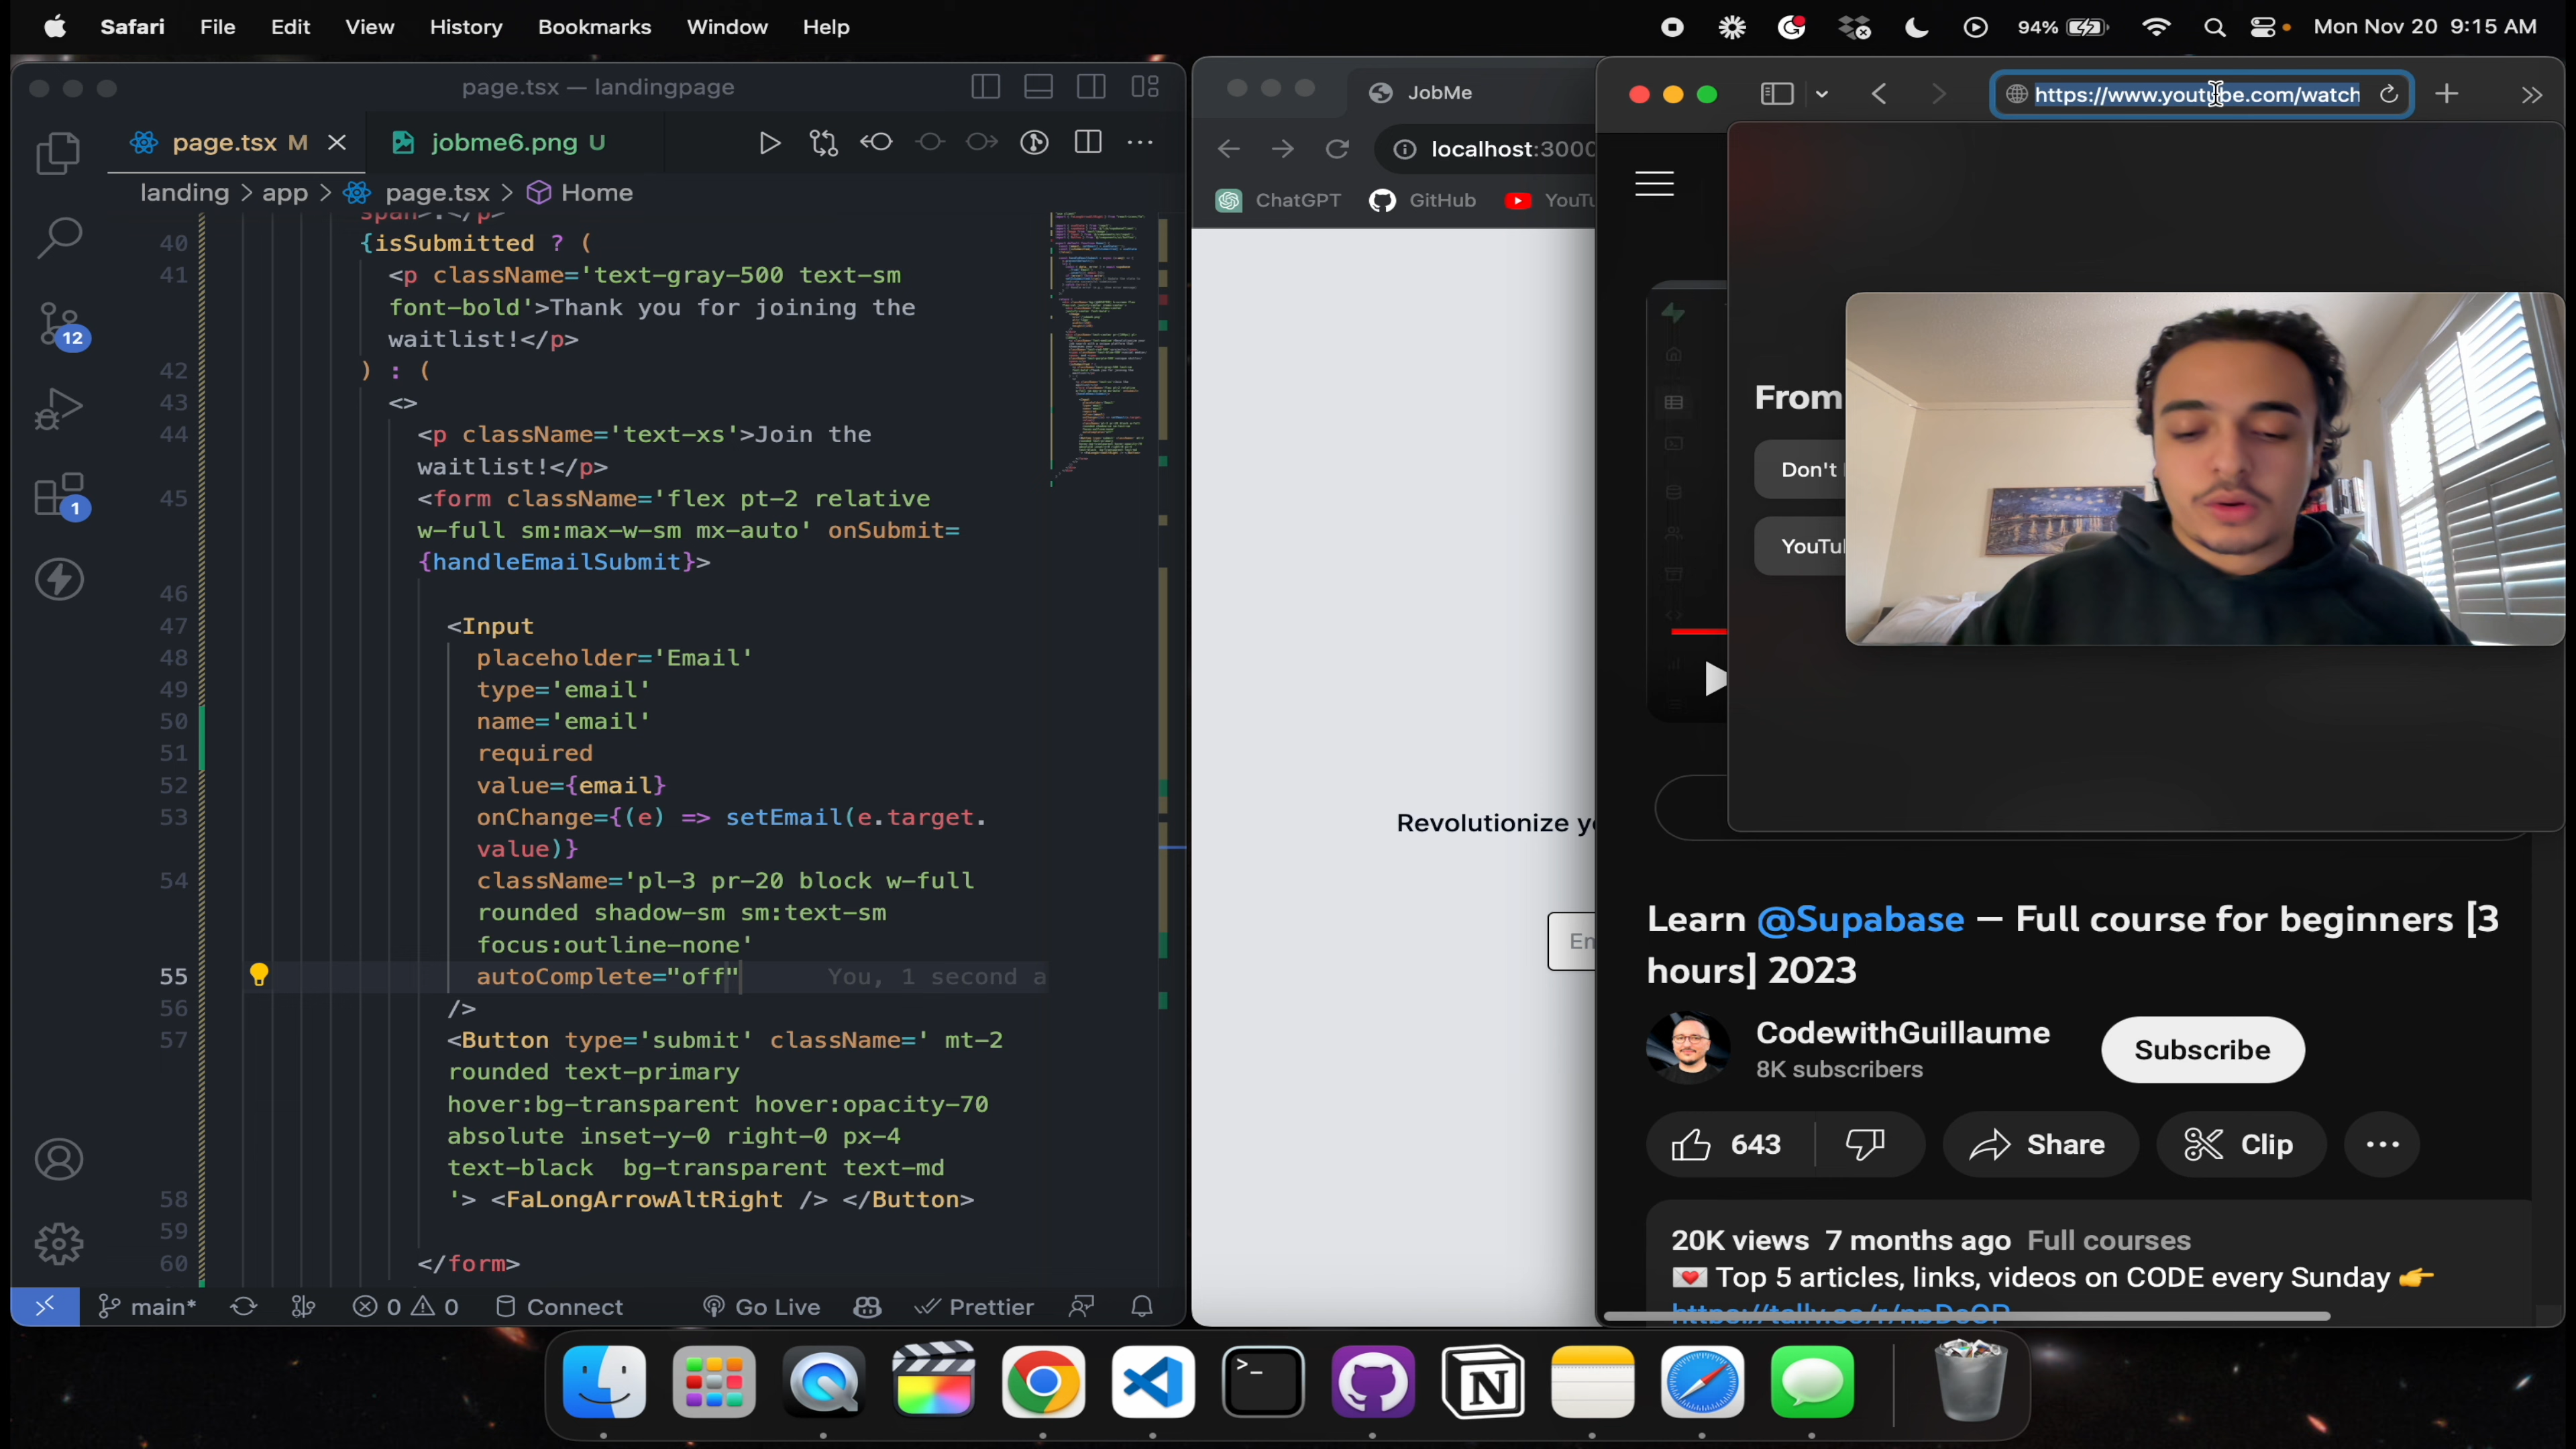 Safari File Edit View History Bookmarks Window Help
94% Mon Nov 20 9:15 AM
page.tsx — landingpage
page.tsx M
jobme6.png U
landing > app > page.tsx > Home
span>.</p>
40 {isSubmitted ? (
41 <p className='text-gray-500 text-sm
font-bold'>Thank you for joining the
waitlist!</p>
42 ) : (
43 <>
44 <p className='text-xs'>Join the
waitlist!</p>
45 <form className='flex pt-2 relative
w-full sm:max-w-sm mx-auto' onSubmit=
{handleEmailSubmit}>
46
47 <Input
48 placeholder='Email'
49 type='email'
50 name='email'
51 required
52 value={email}
53 onChange={(e) => setEmail(e.target.
value)}
54 className='pl-3 pr-20 block w-full
rounded shadow-sm sm:text-sm
focus:outline-none'
55 autoComplete="off" You, 1 second a
56 />
57 <Button type='submit' className=' mt-2
rounded text-primary
hover:bg-transparent hover:opacity-70
absolute inset-y-0 right-0 px-4
text-black  bg-transparent text-md
58 '> <FaLongArrowAltRight /> </Button>
59
60 </form>
12
1
main* 0 0 Connect Go Live Prettier
JobMe
localhost:3000
ChatGPT GitHub YouTu
Revolutionize y
Em
https://www.youtube.com/watch
From
Don't
YouTu
Learn @Supabase — Full course for beginners [3
hours] 2023
CodewithGuillaume
8K subscribers
Subscribe
643 Share Clip
20K views 7 months ago Full courses
💌 Top 5 articles, links, videos on CODE every Sunday 👉